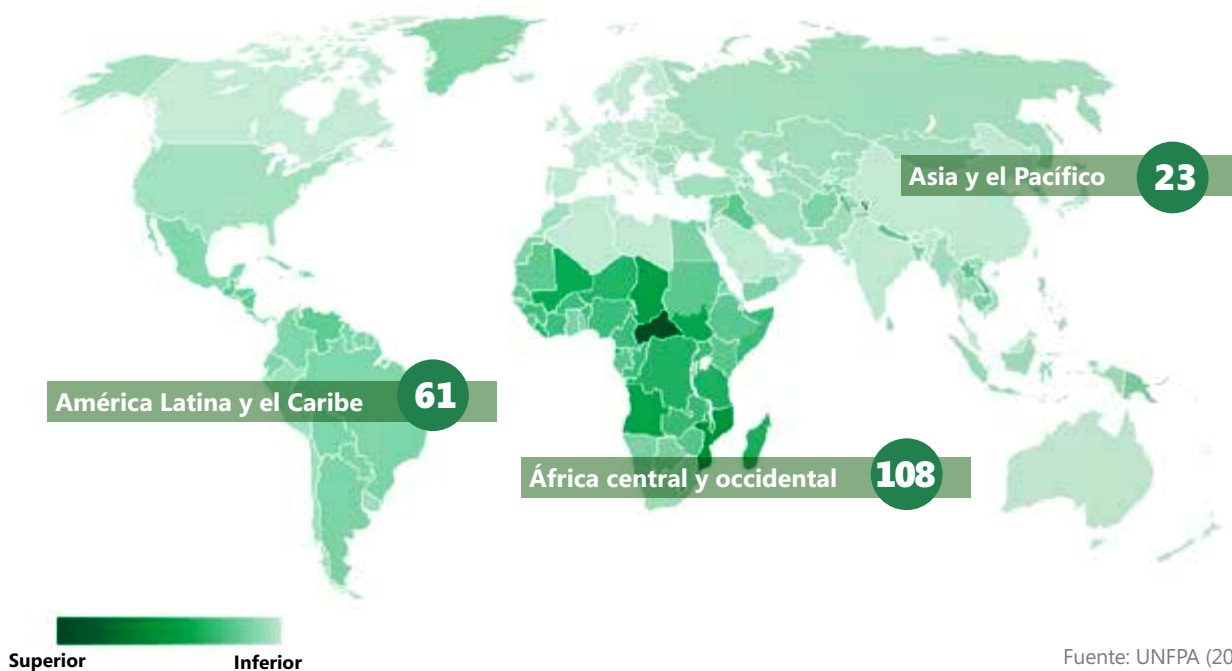 Asia y el Pacífico 23
América Latina y el Caribe 61
África central y occidental 108
Superior Inferior
Fuente: UNFPA (20